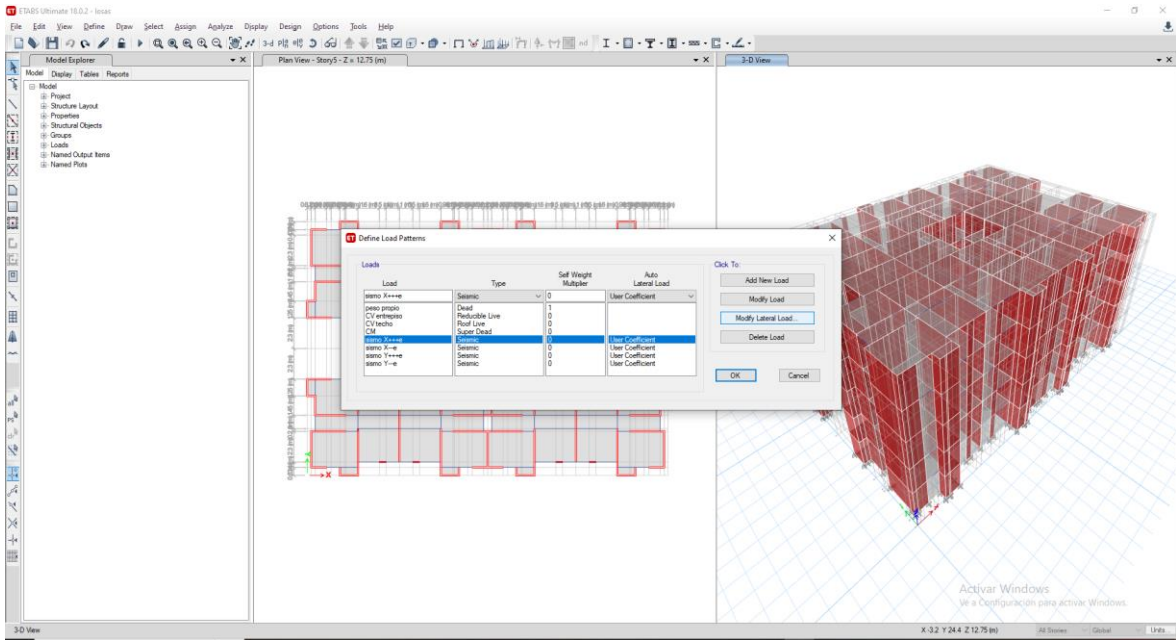 ETABS Ultimate 18.0.2 - losas
File Edit View Define Draw Select Assign Analyze Display Design Options Tools Help
Model Explorer
Plan View - Story5 - Z = 12.75 (m)
3-D View
Model Display Tables Reports
Model
Project
Structure Layout
Properties
Structural Objects
Groups
Loads
Named Output Items
Named Plots
Define Load Patterns
Loads
Click To:
Load Type Self Weight Multiplier Auto Lateral Load
sismo X+++e Seismic 0 User Coefficient
peso propio Dead 1
CV entrepiso Reducible Live 0
CV techo Roof Live 0
CM Super Dead 0
sismo X+++e Seismic 0 User Coefficient
sismo X--e Seismic 0 User Coefficient
sismo Y+++e Seismic 0 User Coefficient
sismo Y--e Seismic 0 User Coefficient
Add New Load
Modify Load
Modify Lateral Load...
Delete Load
OK Cancel
X
Activar Windows
Ve a Configuración para activar Windows.
3-D View
X -3.2 Y 24.4 Z 12.75 (m) All Stories Global Units